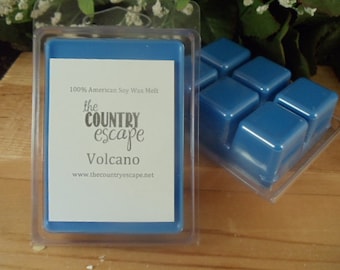 100% American Soy Wax Melt
the
COUNTRY
escape
Volcano
www.thecountryescape.net